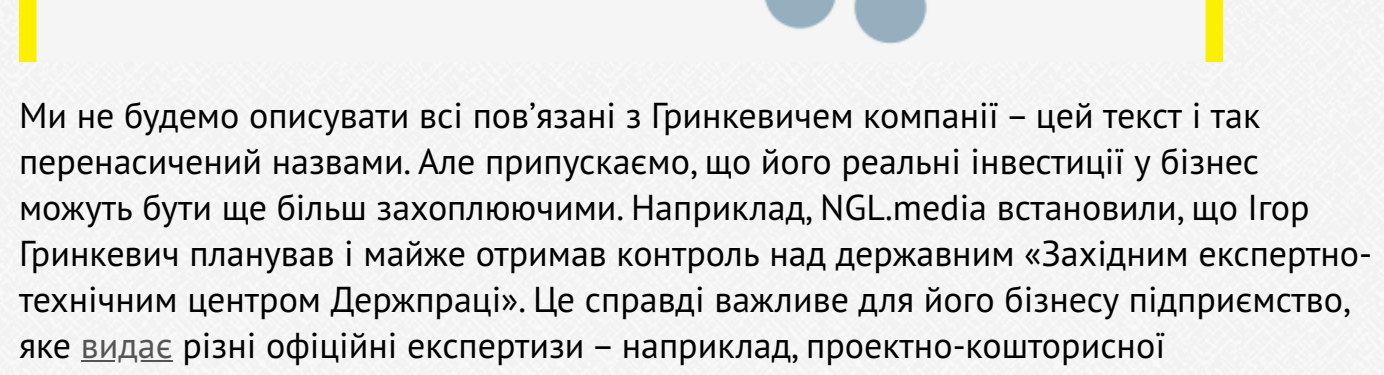 Ми не будемо описувати всі пов’язані з Гринкевичем компанії – цей текст і так
перенасичений назвами. Але припускаємо, що його реальні інвестиції у бізнес
можуть бути ще більш захоплюючими. Наприклад, NGL.media встановили, що Ігор
Гринкевич планував і майже отримав контроль над державним «Західним експертно-
технічним центром Держпраці». Це справді важливе для його бізнесу підприємство,
яке видає різні офіційні експертизи – наприклад, проектно-кошторисної